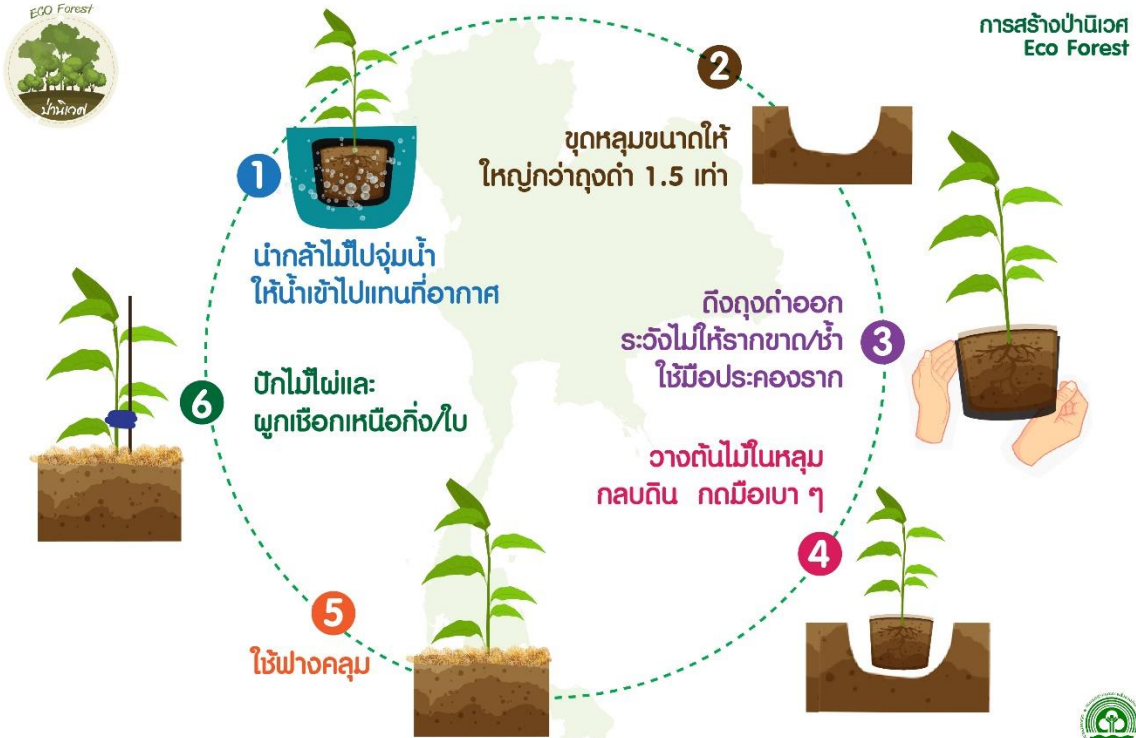 ECO Forest
ป่านิเวศ
การสร้างป่านิเวศ
Eco Forest
1
นำกล้าไม้ไปจุ่มน้ำ
ให้น้ำเข้าไปแทนที่อากาศ
2
ขุดหลุมขนาดให้
ใหญ่กว่าถุงดำ 1.5 เท่า
3
ดึงถุงดำออก
ระวังไม่ให้รากขาด/ช้ำ
ใช้มือประคองราก
4
วางต้นไม้ในหลุม
กลบดิน กดมือเบา ๆ
5
ใช้ฟางคลุม
6
ปักไม้ไผ่และ
ผูกเชือกเหนือกิ่ง/ใบ